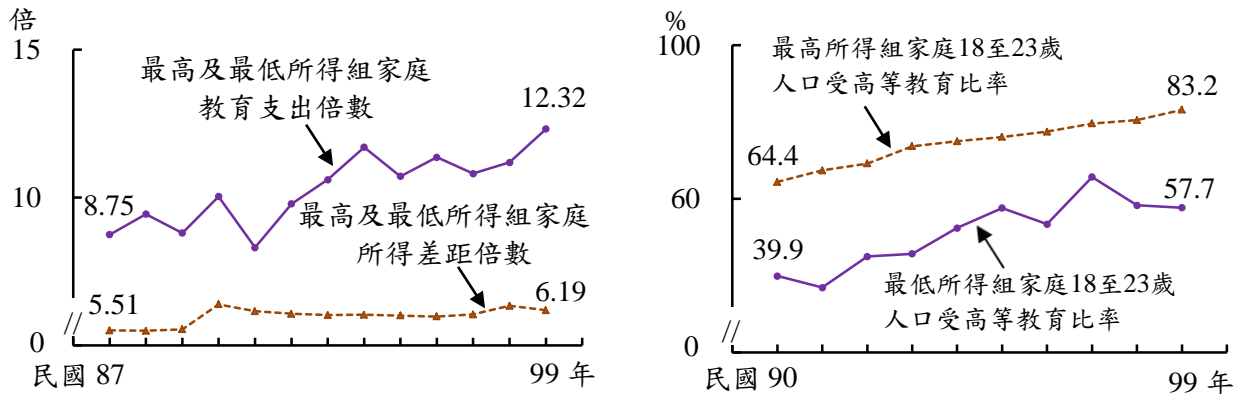 倍
15
最高及最低所得組家庭
教育支出倍數
12.32
10
8.75
最高及最低所得組家庭
所得差距倍數
5.51
6.19
0
民國 87
99 年
%
100
最高所得組家庭18至23歲
人口受高等教育比率
83.2
64.4
60
57.7
39.9
最低所得組家庭18至23歲
人口受高等教育比率
0
民國 90
99 年